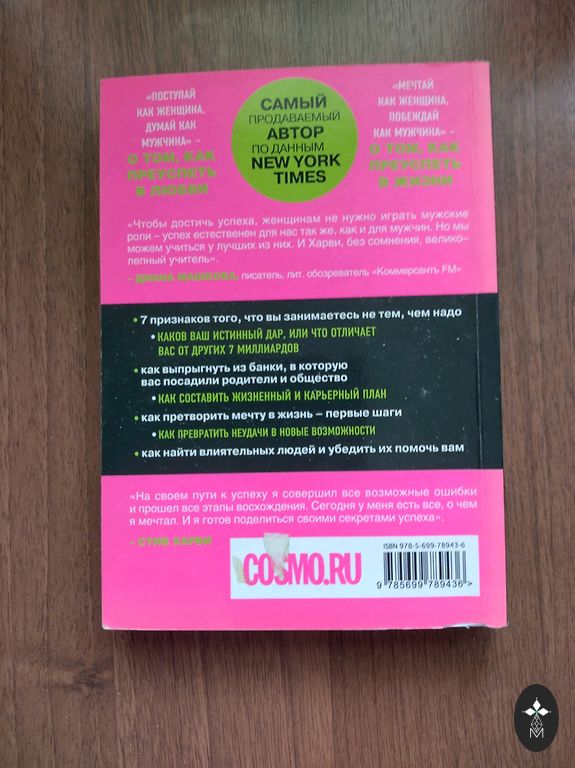 «ПОСТУПАЙ
КАК ЖЕНЩИНА,
ДУМАЙ КАК
МУЖЧИНА» –
О ТОМ, КАК
ПРЕУСПЕТЬ
В ЛЮБВИ
САМЫЙ
ПРОДАВАЕМЫЙ
АВТОР
ПО ДАННЫМ
NEW YORK
TIMES
«МЕЧТАЙ
КАК ЖЕНЩИНА,
ПОБЕЖДАЙ
КАК МУЖЧИНА» –
О ТОМ, КАК
ПРЕУСПЕТЬ
В ЖИЗНИ
«Чтобы достичь успеха, женщинам не нужно играть мужские
роли – успех естественен для нас так же, как и для мужчин. Но мы
можем учиться у лучших из них. И Харви, без сомнения, велико-
лепный учитель».
– ДИАНА МАШКОВА, писатель, лит. обозреватель «Коммерсантъ FM»
• 7 признаков того, что вы занимаетесь не тем, чем надо
• КАКОВ ВАШ ИСТИННЫЙ ДАР, ИЛИ ЧТО ОТЛИЧАЕТ
ВАС ОТ ДРУГИХ 7 МИЛЛИАРДОВ
• как выпрыгнуть из банки, в которую
вас посадили родители и общество
• КАК СОСТАВИТЬ ЖИЗНЕННЫЙ И КАРЬЕРНЫЙ ПЛАН
• как претворить мечту в жизнь – первые шаги
• КАК ПРЕВРАТИТЬ НЕУДАЧИ В НОВЫЕ ВОЗМОЖНОСТИ
• как найти влиятельных людей и убедить их помочь вам
«На своем пути к успеху я совершил все возможные ошибки
и прошел все этапы восхождения. Сегодня у меня есть все, о чем
я мечтал. И я готов поделиться своими секретами успеха».
– СТИВ ХАРВИ
COSMO.RU
ISBN 978-5-699-78943-6
9 785699 789436 >
M